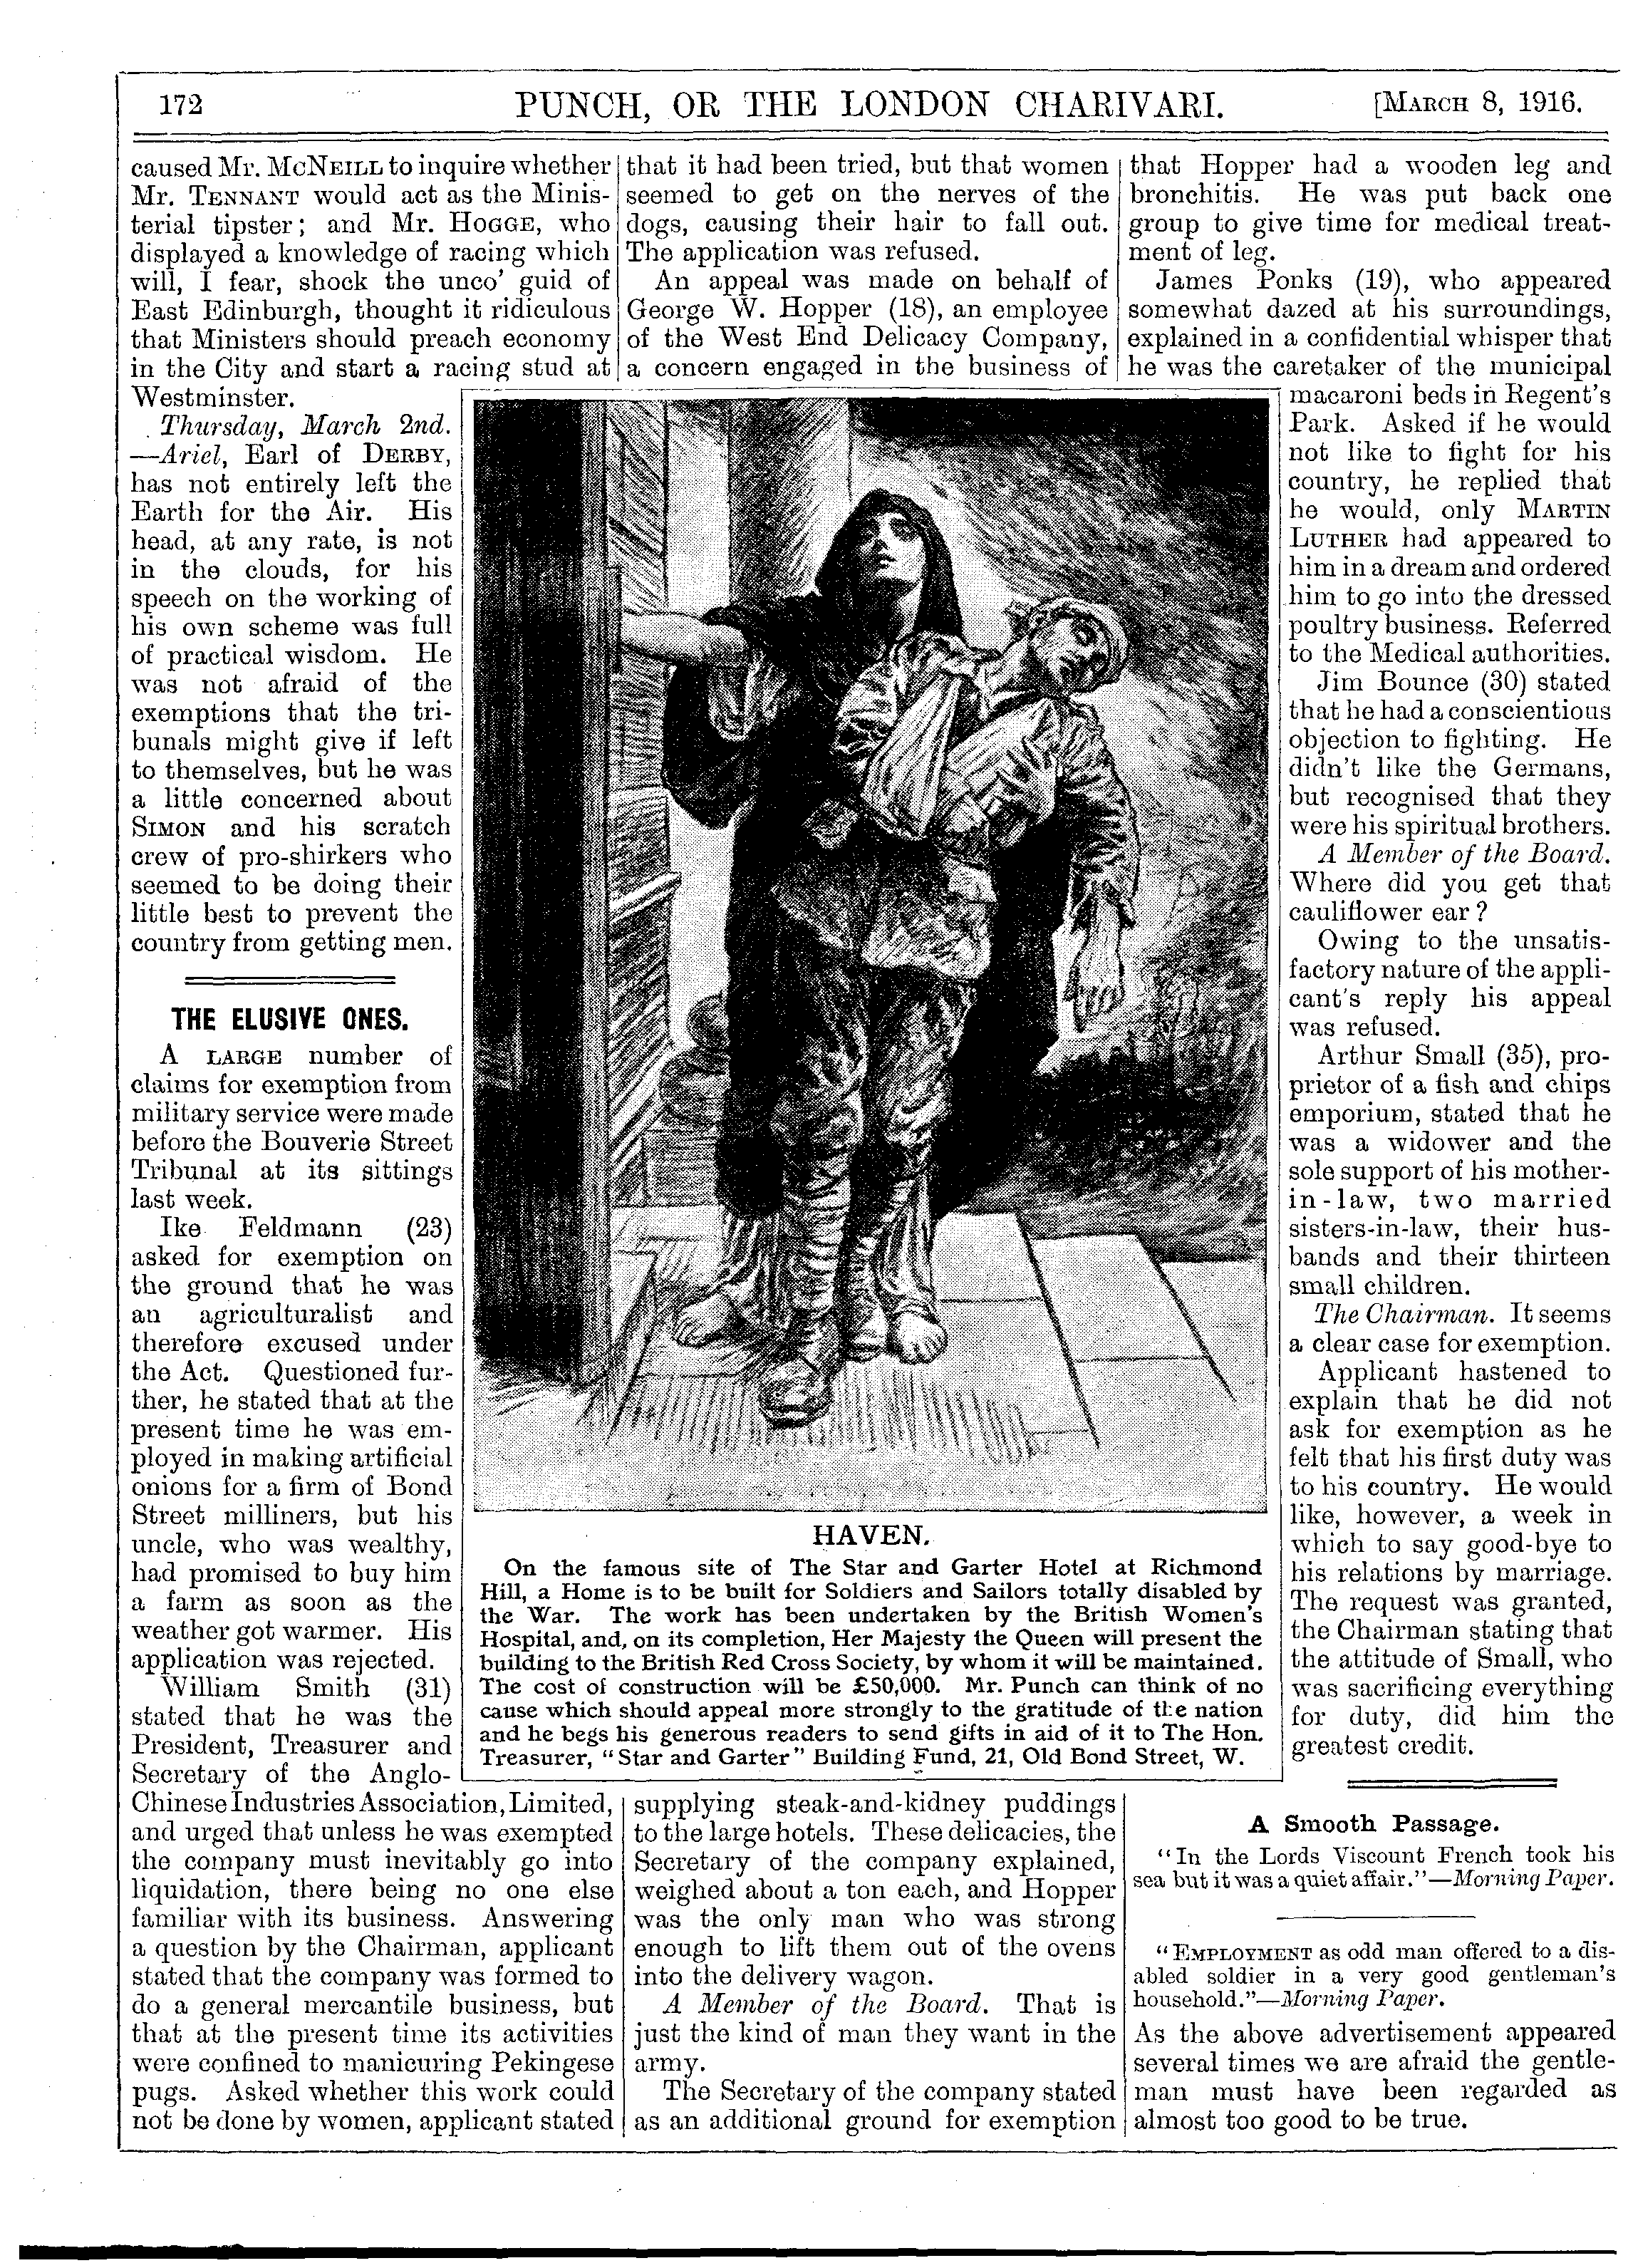 172
PUNCH, OR THE LONDON CHARIVARI.
[MARCH 8, 1916.
caused Mr. MCNEILL to inquire whether
Mr. TENNANT would act as the Minis-
terial tipster; and Mr. HOGGE, who
displayed a knowledge of racing which
will, I fear, shock the unco' guid of
East Edinburgh, thought it ridiculous
that Ministers should preach economy
in the City and start a racing stud at
Westminster.
Thursday, March 2nd.
—Ariel, Earl of DERBY,
has not entirely left the
Earth for the Air. His
head, at any rate, is not
in the clouds, for his
speech on the working of
his own scheme was full
of practical wisdom. He
was not afraid of the
exemptions that the tri-
bunals might give if left
to themselves, but he was
a little concerned about
SIMON and his scratch
crew of pro-shirkers who
seemed to be doing their
little best to prevent the
country from getting men.
THE ELUSIVE ONES.
A LARGE number of
claims for exemption from
military service were made
before the Bouverie Street
Tribunal at its sittings
last week.
Ike Feldmann (23)
asked for exemption on
the ground that he was
an agriculturalist and
therefore excused under
the Act. Questioned fur-
ther, he stated that at the
present time he was em-
ployed in making artificial
onions for a firm of Bond
Street milliners, but his
uncle, who was wealthy,
had promised to buy him
a farm as soon as the
weather got warmer. His
application was rejected.
William Smith (31)
stated that he was the
President, Treasurer and
Secretary of the Anglo-
Chinese Industries Association, Limited,
and urged that unless he was exempted
the company must inevitably go into
liquidation, there being no one else
familiar with its business. Answering
a question by the Chairman, applicant
stated that the company was formed to
do a general mercantile business, but
that at the present time its activities
were confined to manicuring Pekingese
pugs. Asked whether this work could
not be done by women, applicant stated
that it had been tried, but that women
seemed to get on the nerves of the
dogs, causing their hair to fall out.
The application was refused.
An appeal was made on behalf of
George W. Hopper (18), an employee
of the West End Delicacy Company,
a concern engaged in the business of
HAVEN.
On the famous site of The Star and Garter Hotel at Richmond
Hill, a Home is to be built for Soldiers and Sailors totally disabled by
the War. The work has been undertaken by the British Women's
Hospital, and, on its completion, Her Majesty the Queen will present the
building to the British Red Cross Society, by whom it will be maintained.
The cost of construction will be £50,000. Mr. Punch can think of no
cause which should appeal more strongly to the gratitude of the nation
and he begs his generous readers to send gifts in aid of it to The Hon.
Treasurer, "Star and Garter" Building Fund, 21, Old Bond Street, W.
supplying steak-and-kidney puddings
to the large hotels. These delicacies, the
Secretary of the company explained,
weighed about a ton each, and Hopper
was the only man who was strong
enough to lift them out of the ovens
into the delivery wagon.
A Member of the Board. That is
just the kind of man they want in the
army.
The Secretary of the company stated
as an additional ground for exemption
that Hopper had a wooden leg and
bronchitis. He was put back one
group to give time for medical treat-
ment of leg.
James Ponks (19), who appeared
somewhat dazed at his surroundings,
explained in a confidential whisper that
he was the caretaker of the municipal
macaroni beds in Regent's
Park. Asked if he would
not like to fight for his
country, he replied that
he would, only MARTIN
LUTHER had appeared to
him in a dream and ordered
him to go into the dressed
poultry business. Referred
to the Medical authorities.
Jim Bounce (30) stated
that he had a conscientious
objection to fighting. He
didn't like the Germans,
but recognised that they
were his spiritual brothers.
A Member of the Board.
Where did you get that
cauliflower ear?
Owing to the unsatis-
factory nature of the appli-
cant's reply his appeal
was refused.
Arthur Small (35), pro-
prietor of a fish and chips
emporium, stated that he
was a widower and the
sole support of his mother-
in-law, two married
sisters-in-law, their hus-
bands and their thirteen
small children.
The Chairman. It seems
a clear case for exemption.
Applicant hastened to
explain that he did not
ask for exemption as he
felt that his first duty was
to his country. He would
like, however, a week in
which to say good-bye to
his relations by marriage.
The request was granted,
the Chairman stating that
the attitude of Small, who
was sacrificing everything
for duty, did him the
greatest credit.
A Smooth Passage.
"In the Lords Viscount French took his
sea but it was a quiet affair."—Morning Paper.
"EMPLOYMENT as odd man offered to a dis-
abled soldier in a very good gentleman's
household."—Morning Paper.
As the above advertisement appeared
several times we are afraid the gentle-
man must have been regarded as
almost too good to be true.